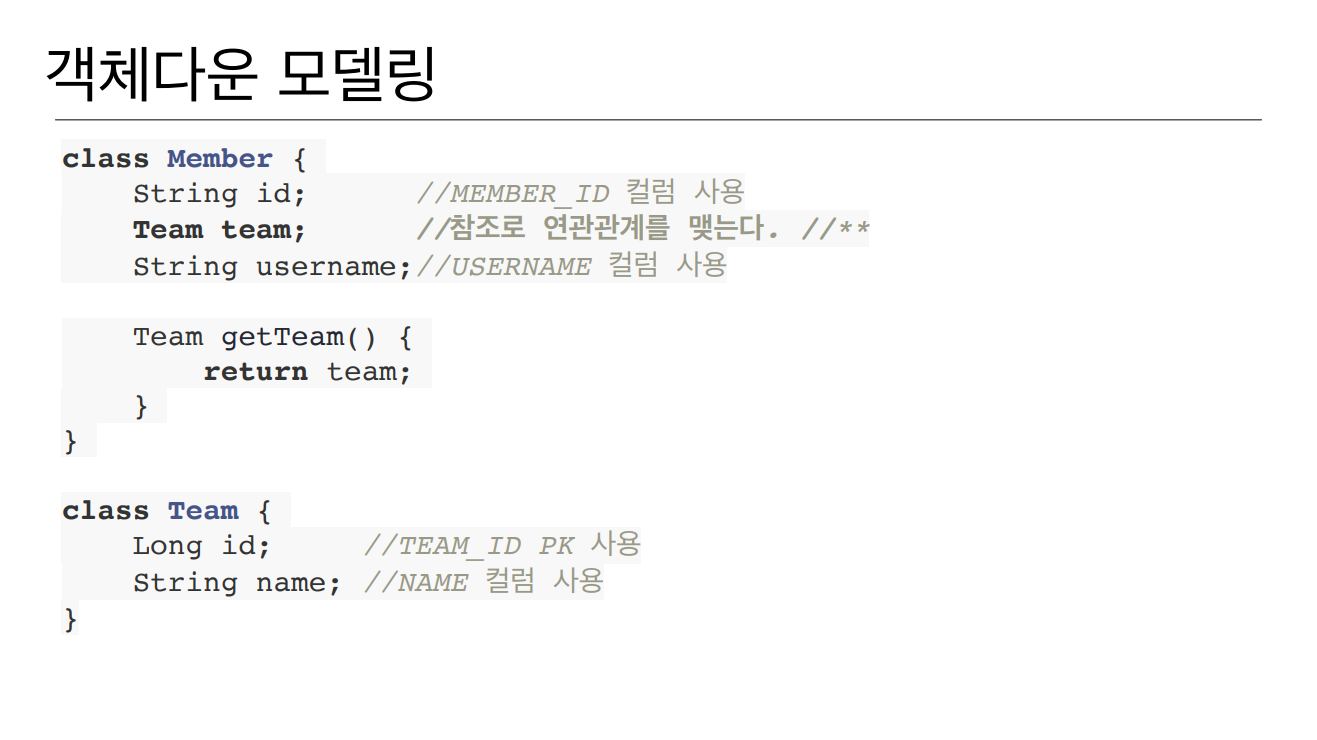 객체다운 모델링
class Member {
    String id;      //MEMBER_ID 컬럼 사용
    Team team;      //참조로 연관관계를 맺는다. //**
    String username;//USERNAME 컬럼 사용
    Team getTeam() {
        return team;
    }
}
class Team {
    Long id;     //TEAM_ID PK 사용
    String name; //NAME 컬럼 사용
}